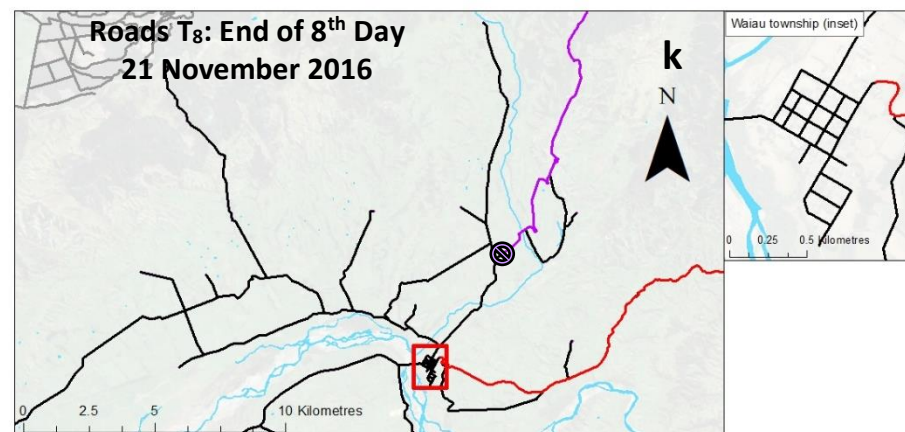 Roads T₈: End of 8ᵗʰ Day
21 November 2016
k
N
0 2.5 5 10 Kilometres
Waiau township (inset)
0 0.25 0.5 Kilometres